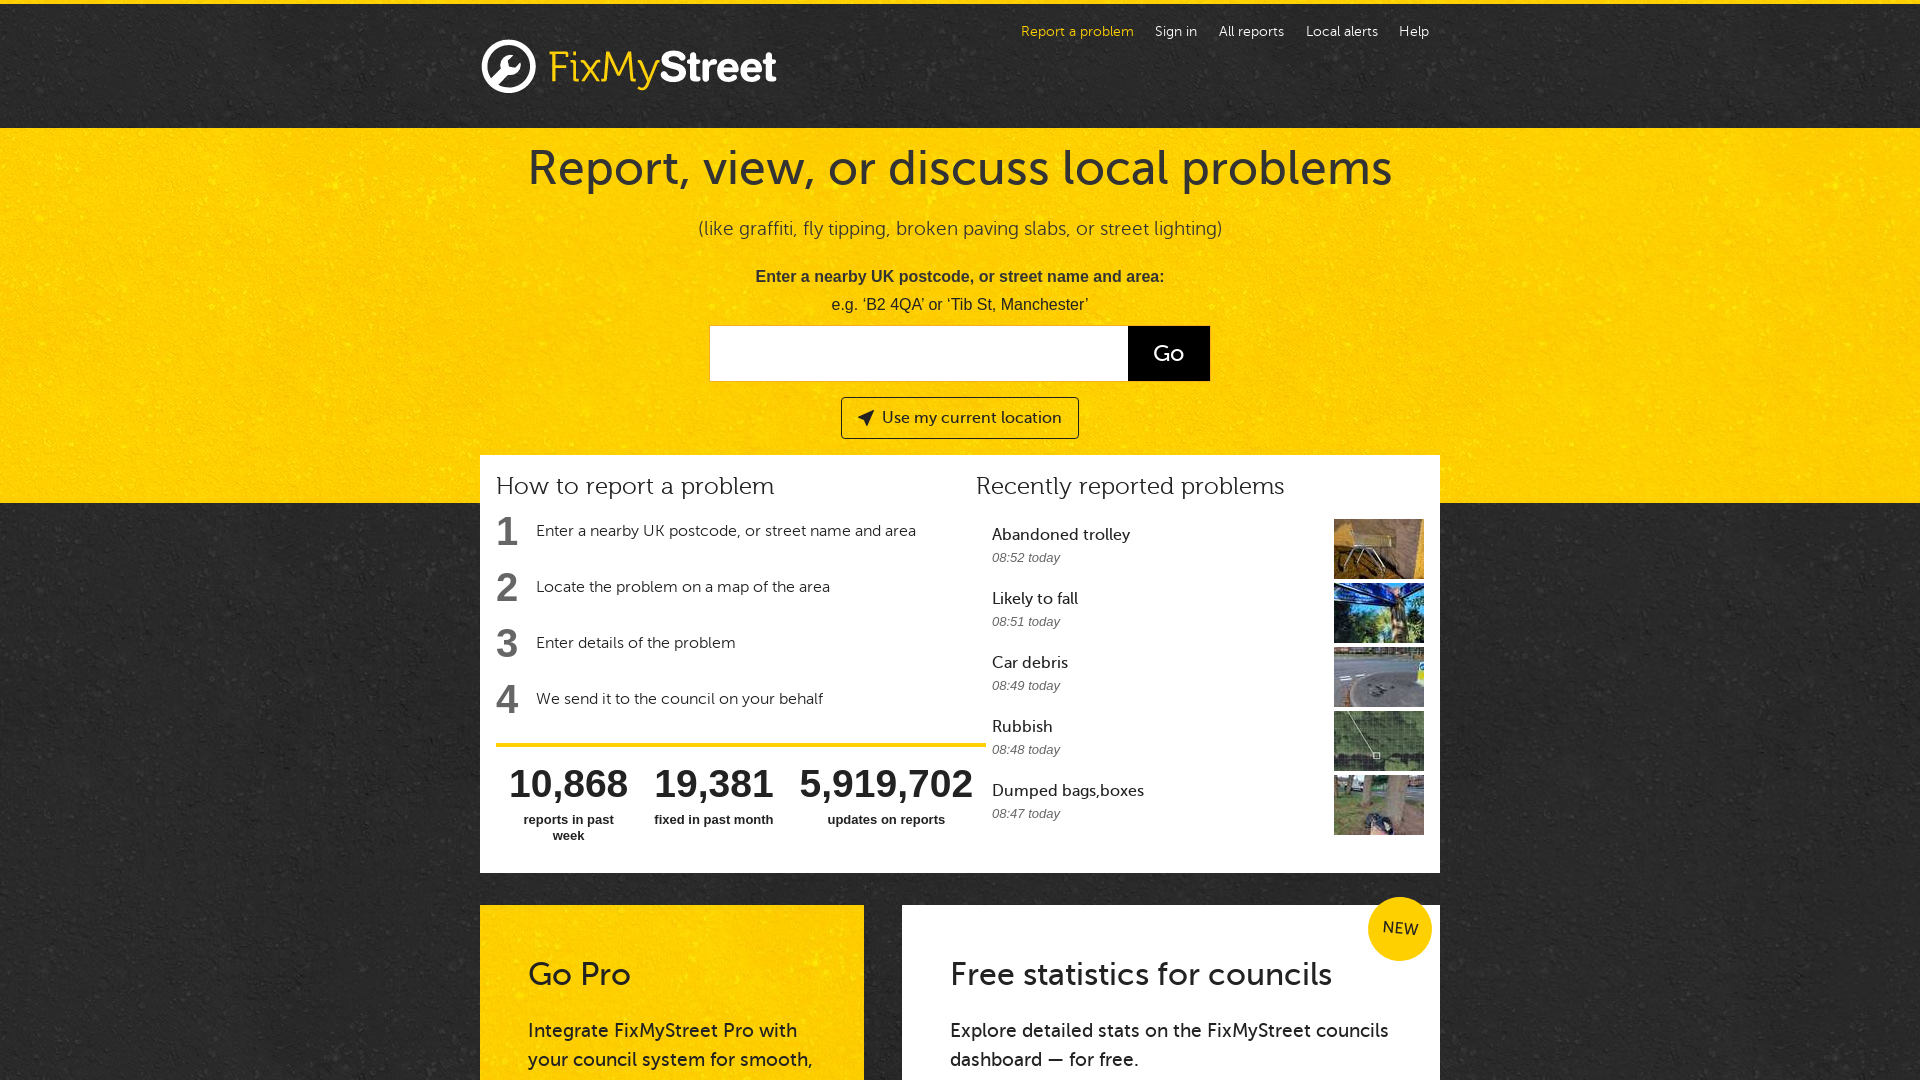 Report a problem
Sign in
All reports
Local alerts
Help
FixMyStreet
Report, view, or discuss local problems
(like graffiti, fly tipping, broken paving slabs, or street lighting)
Enter a nearby UK postcode, or street name and area:
e.g. ‘B2 4QA’ or ‘Tib St, Manchester’
Go
Use my current location
How to report a problem
1 Enter a nearby UK postcode, or street name and area
2 Locate the problem on a map of the area
3 Enter details of the problem
4 We send it to the council on your behalf
10,868
reports in past
week
19,381
fixed in past month
5,919,702
updates on reports
Recently reported problems
Abandoned trolley
08:52 today
Likely to fall
08:51 today
Car debris
08:49 today
Rubbish
08:48 today
Dumped bags,boxes
08:47 today
Go Pro
Integrate FixMyStreet Pro with
your council system for smooth,
NEW
Free statistics for councils
Explore detailed stats on the FixMyStreet councils
dashboard — for free.